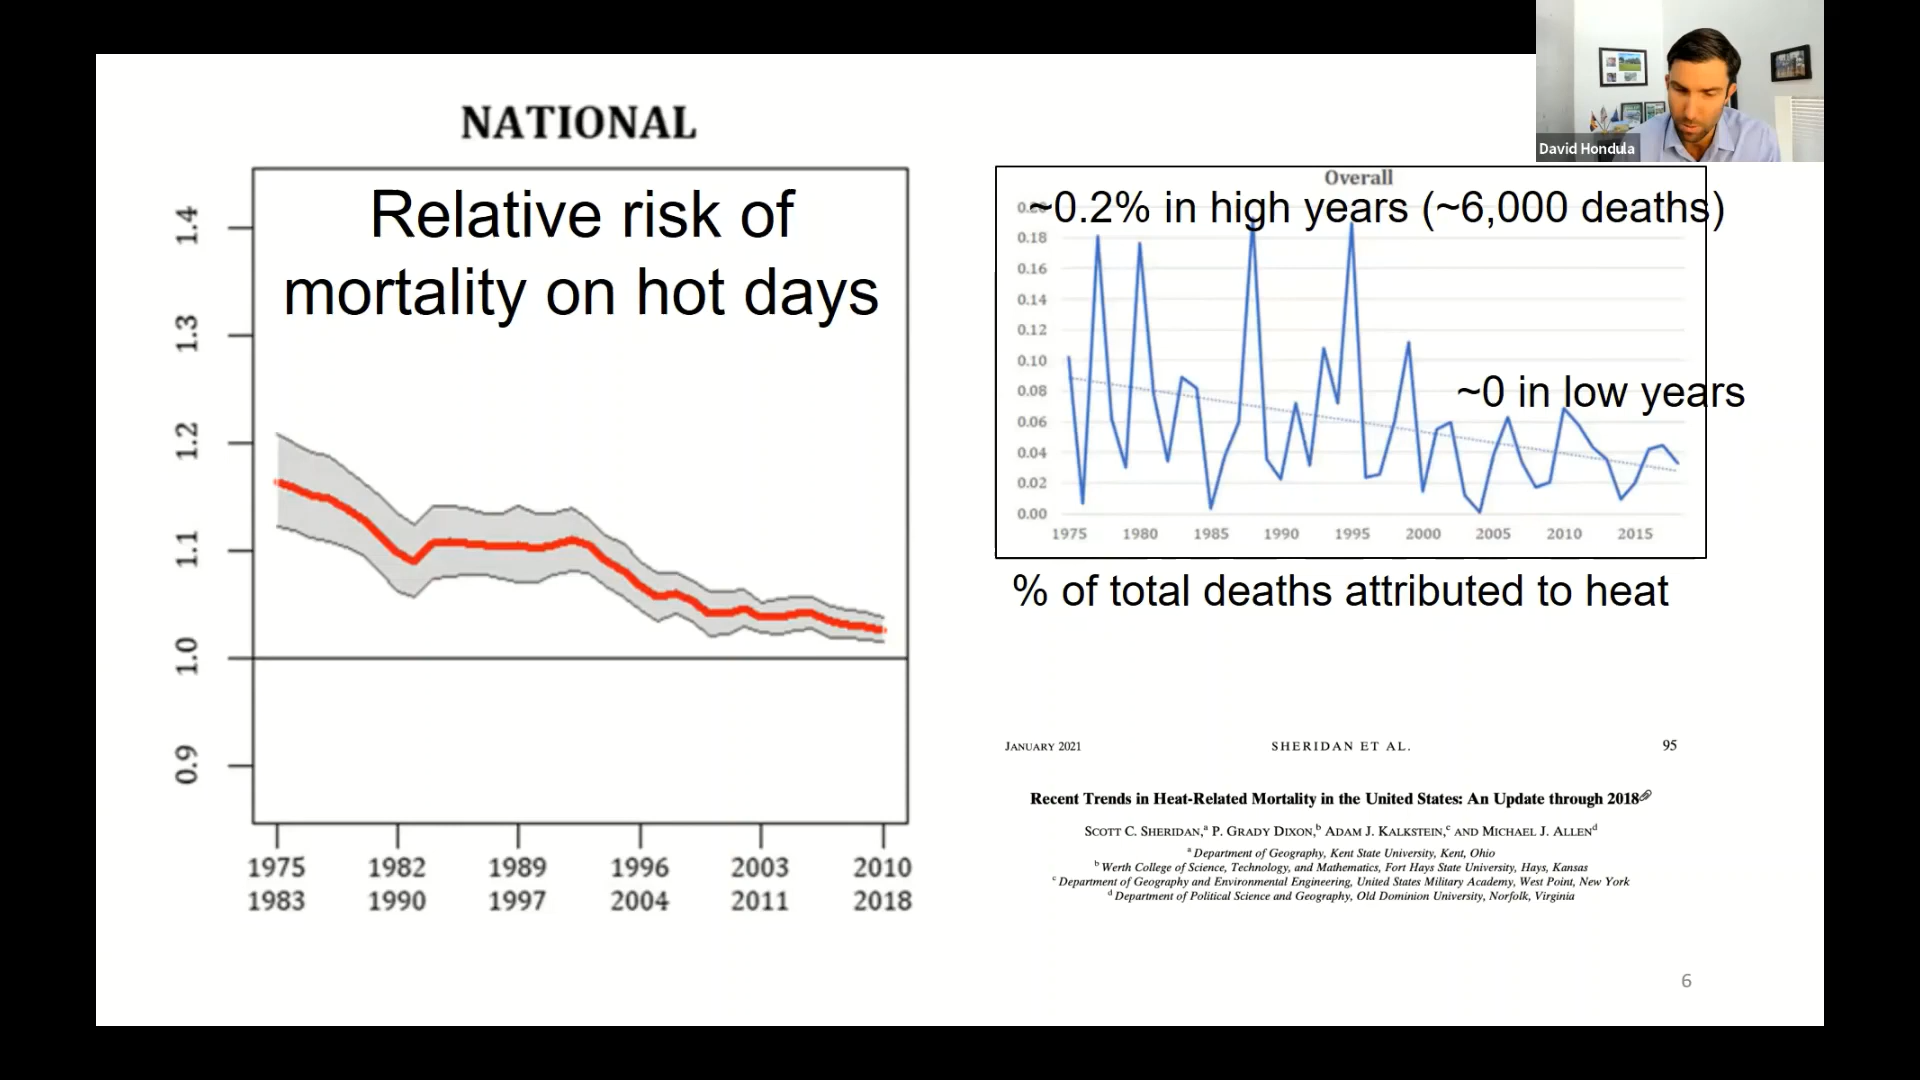 David Hondula
NATIONAL
Relative risk of
mortality on hot days
1.4
1.3
1.2
1.1
1.0
0.9
1975
1982
1989
1996
2003
2010
1983
1990
1997
2004
2011
2018
Overall
~0.2% in high years (~6,000 deaths)
0.18
0.16
0.14
0.12
0.10
0.08
~0 in low years
0.06
0.04
0.02
0.00
1975
1980
1985
1990
1995
2000
2005
2010
2015
% of total deaths attributed to heat
JANUARY 2021
SHERIDAN ET AL.
95
Recent Trends in Heat-Related Mortality in the United States: An Update through 2018
SCOTT C. SHERIDAN,a P. GRADY DIXON,b ADAM J. KALKSTEIN,c AND MICHAEL J. ALLENd
a Department of Geography, Kent State University, Kent, Ohio
b Werth College of Science, Technology, and Mathematics, Fort Hays State University, Hays, Kansas
c Department of Geography and Environmental Engineering, United States Military Academy, West Point, New York
d Department of Political Science and Geography, Old Dominion University, Norfolk, Virginia
6